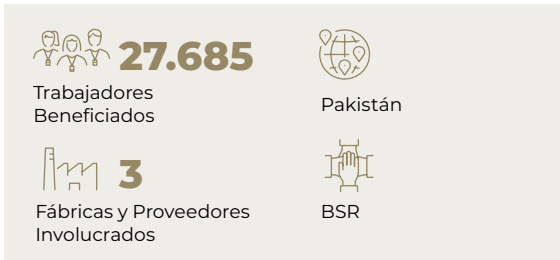 27.685
Trabajadores
Beneficiados
Pakistán
3
Fábricas y Proveedores
Involucrados
BSR